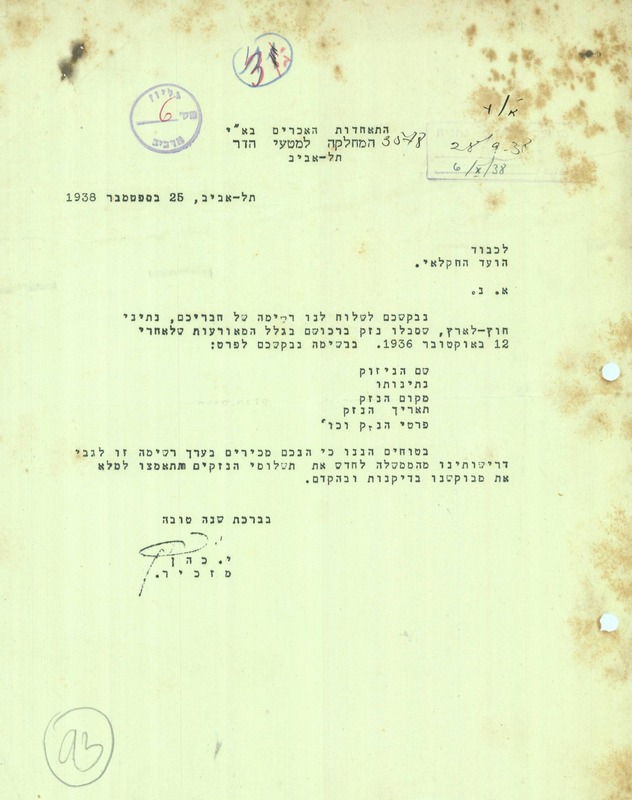 31
גליון
מס' 6
התאחדות האכרים בא"י
המחלקה למטעי הדר 3578
תל-אביב
28/9-38
6/X/38
תל-אביב, 25 בספטמבר 1938
לכבוד
הועד החקלאי.
א. נ.
נבקשכם לשלוח לנו רשימה של חבריכם, נתיני
חוץ-לארץ, שסבלו נזק ברכושם בגלל המאורעות שלאחרי
12 באוקטובר 1936. בשימה נבקשכם לפרט:
שם הניזוק
נתינותו
מקום הנזק
תאריך הנזק
פרטי הנזק וכו'
בטוחים הננו כי הנכם מכירים בערך רשימה זו לגבי
דרישותינו מהממשלה לחדש את תשלומי הנזקים ותתאמצו למלא
את מבוקשנו בדיקנות ובהקדם.
בברכת שנה טובה
י. כהן
מזכיר.